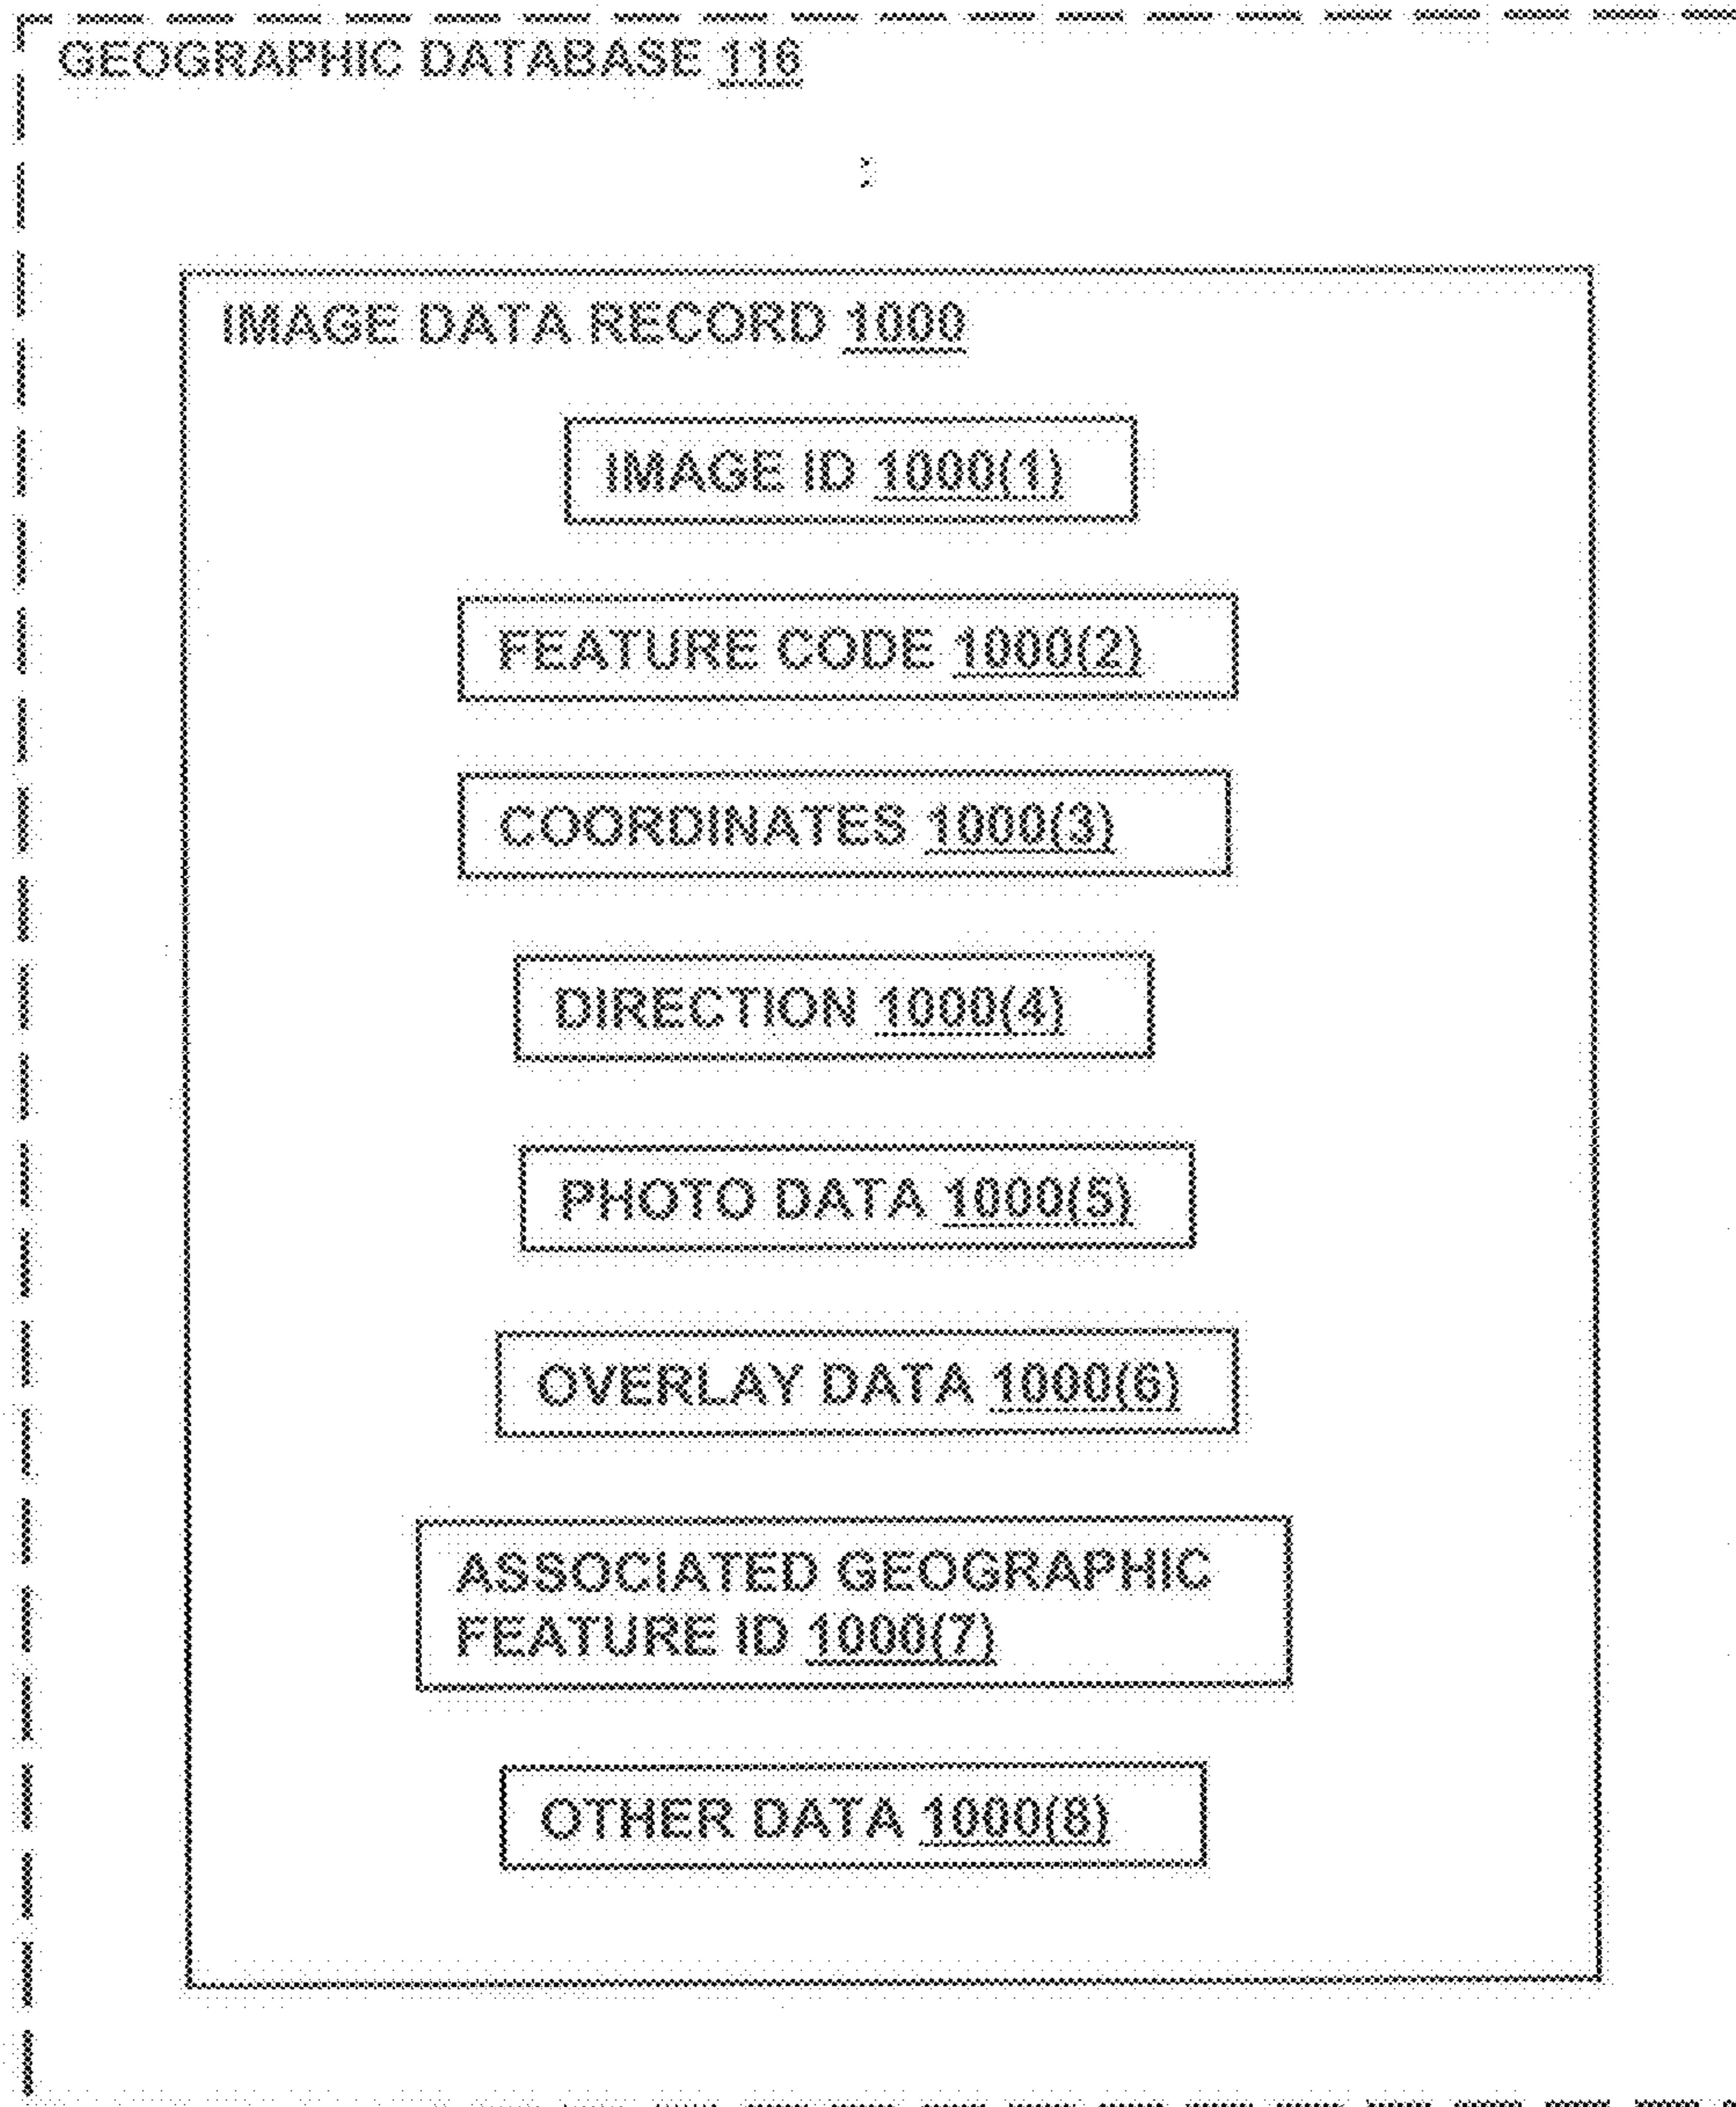 GEOGRAPHIC DATABASE 116
:
IMAGE DATA RECORD 1000
IMAGE ID 1000(1)
FEATURE CODE 1000(2)
COORDINATES 1000(3)
DIRECTION 1000(4)
PHOTO DATA 1000(5)
OVERLAY DATA 1000(6)
ASSOCIATED GEOGRAPHIC
FEATURE ID 1000(7)
OTHER DATA 1000(8)